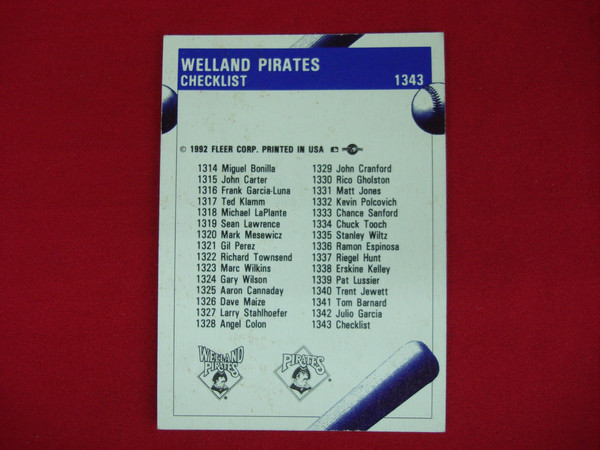 WELLAND PIRATES
CHECKLIST 1343
© 1992 FLEER CORP. PRINTED IN USA
1314 Miguel Bonilla
1315 John Carter
1316 Frank Garcia-Luna
1317 Ted Klamm
1318 Michael LaPlante
1319 Sean Lawrence
1320 Mark Mesewicz
1321 Gil Perez
1322 Richard Townsend
1323 Marc Wilkins
1324 Gary Wilson
1325 Aaron Cannaday
1326 Dave Maize
1327 Larry Stahlhoefer
1328 Angel Colon
1329 John Cranford
1330 Rico Gholston
1331 Matt Jones
1332 Kevin Polcovich
1333 Chance Sanford
1334 Chuck Tooch
1335 Stanley Wiltz
1336 Ramon Espinosa
1337 Riegel Hunt
1338 Erskine Kelley
1339 Pat Lussier
1340 Trent Jewett
1341 Tom Barnard
1342 Julio Garcia
1343 Checklist
WELLAND
PIRATES
®
PIRATES
®